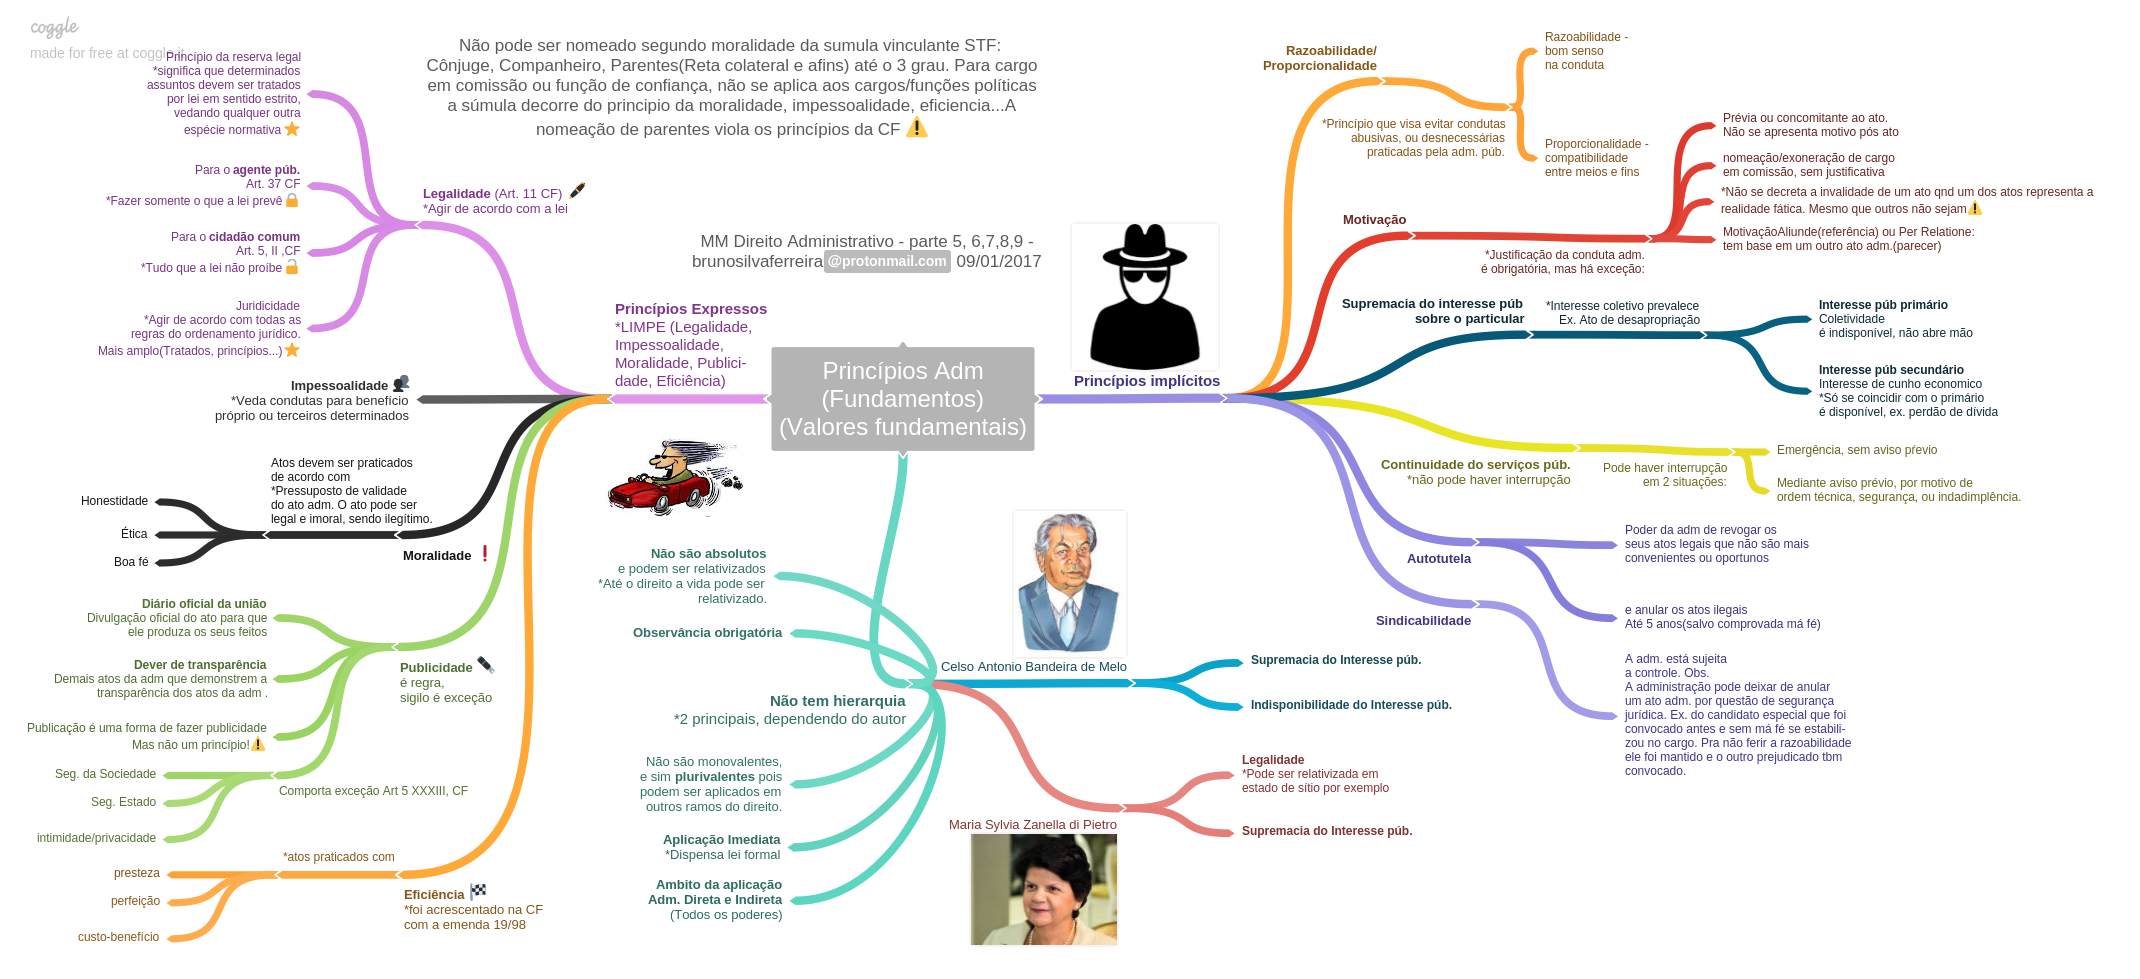 coggle
made for free at coggle.it
Não pode ser nomeado segundo moralidade da sumula vinculante STF:
Cônjuge, Companheiro, Parentes(Reta colateral e afins) até o 3 grau. Para cargo
em comissão ou função de confiança, não se aplica aos cargos/funções políticas
a súmula decorre do principio da moralidade, impessoalidade, eficiencia...A
nomeação de parentes viola os princípios da CF ⚠
MM Direito Administrativo - parte 5, 6,7,8,9 -
brunosilvaferreira@protonmail.com 09/01/2017
Princípios Adm
(Fundamentos)
(Valores fundamentais)
Princípios Expressos
*LIMPE (Legalidade,
Impessoalidade,
Moralidade, Publici-
dade, Eficiência)
Legalidade (Art. 11 CF)
*Agir de acordo com a lei
Princípio da reserva legal
*significa que determinados
assuntos devem ser tratados
por lei em sentido estrito,
vedando qualquer outra
espécie normativa
Para o agente púb.
Art. 37 CF
*Fazer somente o que a lei prevê
Para o cidadão comum
Art. 5, II ,CF
*Tudo que a lei não proíbe
Juridicidade
*Agir de acordo com todas as
regras do ordenamento jurídico.
Mais amplo(Tratados, princípios...)
Impessoalidade
*Veda condutas para benefício
próprio ou terceiros determinados
Moralidade
Atos devem ser praticados
de acordo com
*Pressuposto de validade
do ato adm. O ato pode ser
legal e imoral, sendo ilegítimo.
Honestidade
Ética
Boa fé
Publicidade
é regra,
sigilo é exceção
Diário oficial da união
Divulgação oficial do ato para que
ele produza os seus feitos
Dever de transparência
Demais atos da adm que demonstrem a
transparência dos atos da adm .
Publicação é uma forma de fazer publicidade
Mas não um princípio!
Comporta exceção Art 5 XXXIII, CF
Seg. da Sociedade
Seg. Estado
intimidade/privacidade
Eficiência
*foi acrescentado na CF
com a emenda 19/98
*atos praticados com
presteza
perfeição
custo-benefício
Não tem hierarquia
*2 principais, dependendo do autor
Não são absolutos
e podem ser relativizados
*Até o direito a vida pode ser
relativizado.
Observância obrigatória
Não são monovalentes,
e sim plurivalentes pois
podem ser aplicados em
outros ramos do direito.
Aplicação Imediata
*Dispensa lei formal
Ambito da aplicação
Adm. Direta e Indireta
(Todos os poderes)
Celso Antonio Bandeira de Melo
Supremacia do Interesse púb.
Indisponibilidade do Interesse púb.
Maria Sylvia Zanella di Pietro
Legalidade
*Pode ser relativizada em
estado de sítio por exemplo
Supremacia do Interesse púb.
Princípios implícitos
Razoabilidade/
Proporcionalidade
*Princípio que visa evitar condutas
abusivas, ou desnecessárias
praticadas pela adm. púb.
Razoabilidade -
bom senso
na conduta
Proporcionalidade -
compatibilidade
entre meios e fins
Motivação
*Justificação da conduta adm.
é obrigatória, mas há exceção:
Prévia ou concomitante ao ato.
Não se apresenta motivo pós ato
nomeação/exoneração de cargo
em comissão, sem justificativa
*Não se decreta a invalidade de um ato qnd um dos atos representa a
realidade fática. Mesmo que outros não sejam
MotivaçãoAliunde(referência) ou Per Relatione:
tem base em um outro ato adm.(parecer)
Supremacia do interesse púb
sobre o particular
*Interesse coletivo prevalece
Ex. Ato de desapropriação
Interesse púb primário
Coletividade
é indisponível, não abre mão
Interesse púb secundário
Interesse de cunho economico
*Só se coincidir com o primário
é disponível, ex. perdão de dívida
Continuidade do serviços púb.
*não pode haver interrupção
Pode haver interrupção
em 2 situações:
Emergência, sem aviso pŕevio
Mediante aviso prévio, por motivo de
ordem técnica, segurança, ou indadimplência.
Autotutela
Poder da adm de revogar os
seus atos legais que não são mais
convenientes ou oportunos
e anular os atos ilegais
Até 5 anos(salvo comprovada má fé)
Sindicabilidade
A adm. está sujeita
a controle. Obs.
A administração pode deixar de anular
um ato adm. por questão de segurança
jurídica. Ex. do candidato especial que foi
convocado antes e sem má fé se estabili-
zou no cargo. Pra não ferir a razoabilidade
ele foi mantido e o outro prejudicado tbm
convocado.